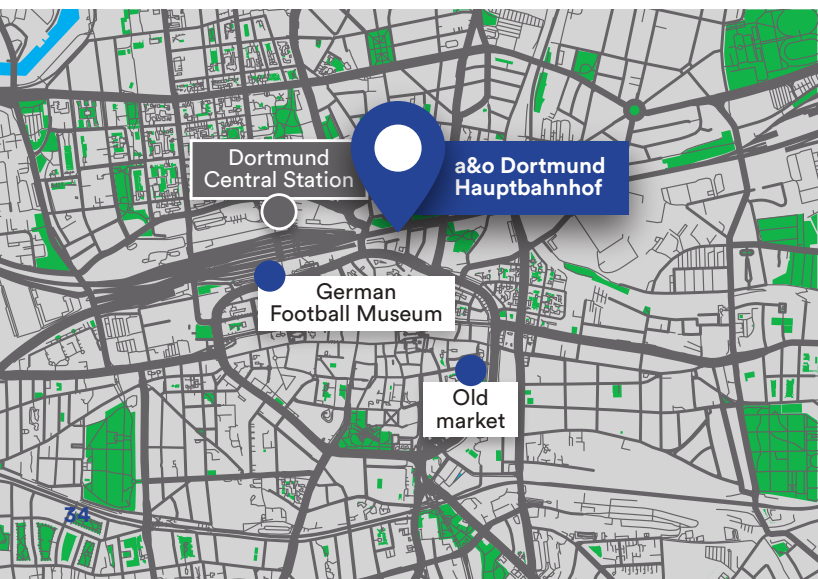 Dortmund
Central Station
a&o Dortmund
Hauptbahnhof
German
Football Museum
Old
market
34